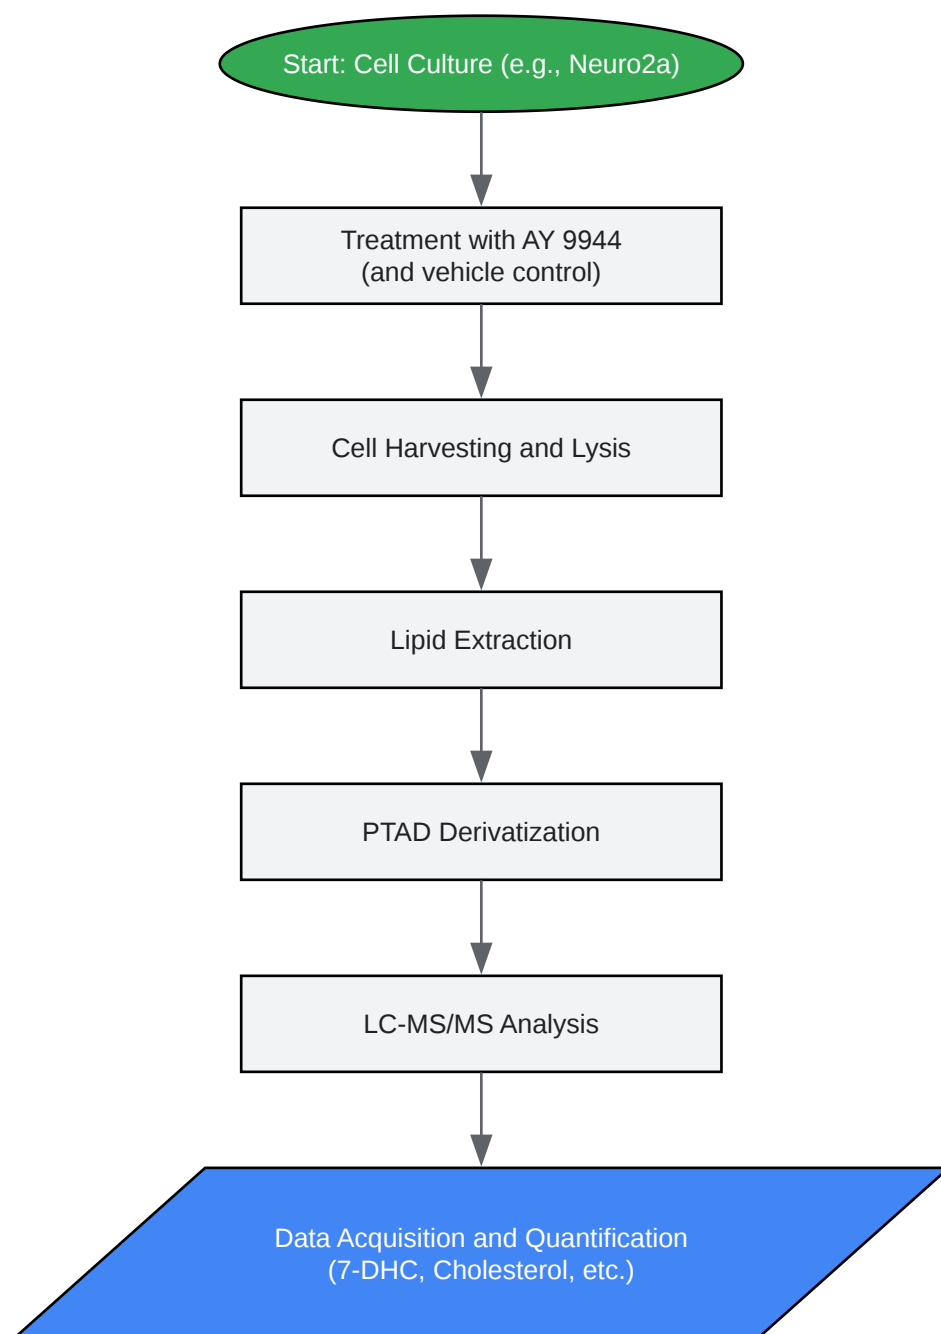 Start: Cell Culture (e.g., Neuro2a)
Treatment with AY 9944
(and vehicle control)
Cell Harvesting and Lysis
Lipid Extraction
PTAD Derivatization
LC-MS/MS Analysis
Data Acquisition and Quantification
(7-DHC, Cholesterol, etc.)